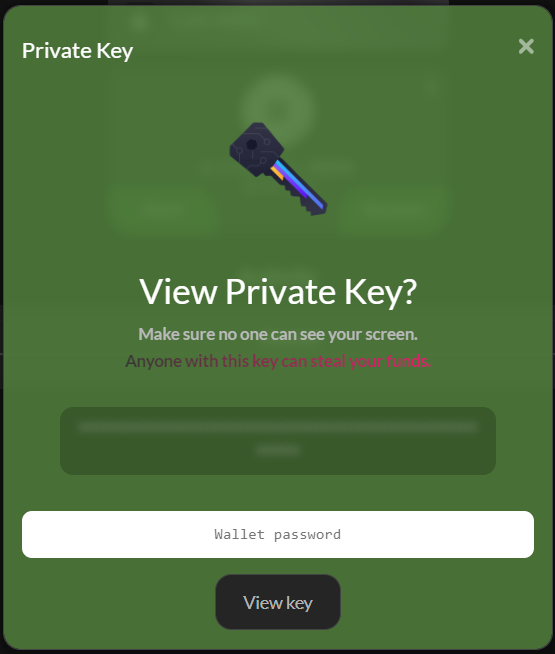 Private Key
View Private Key?
Make sure no one can see your screen.
Anyone with this key can steal your funds.
Wallet password
View key